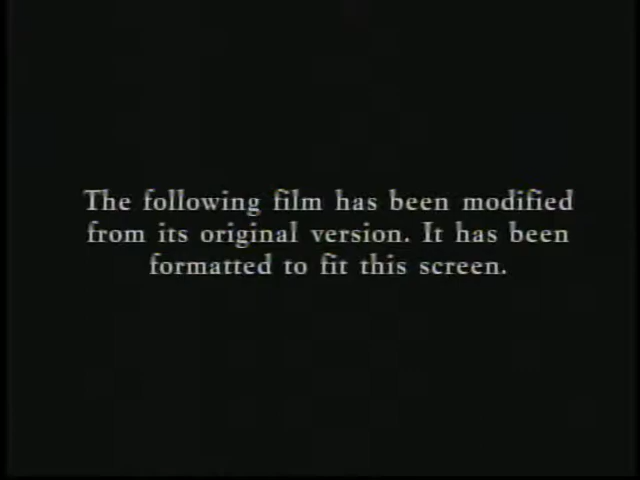 The following film has been modified
from its original version. It has been
formatted to fit this screen.